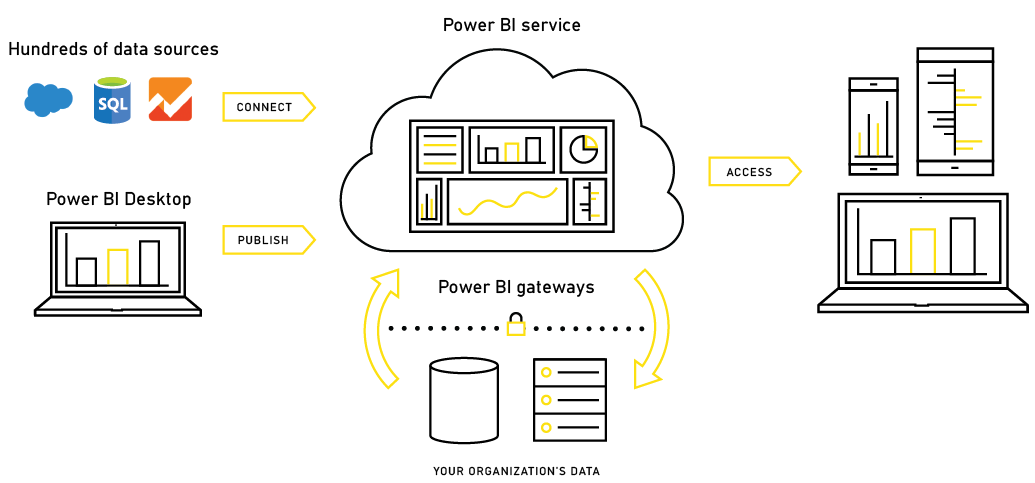 Power BI service
Hundreds of data sources
SQL
CONNECT
ACCESS
Power BI Desktop
PUBLISH
Power BI gateways
YOUR ORGANIZATION'S DATA